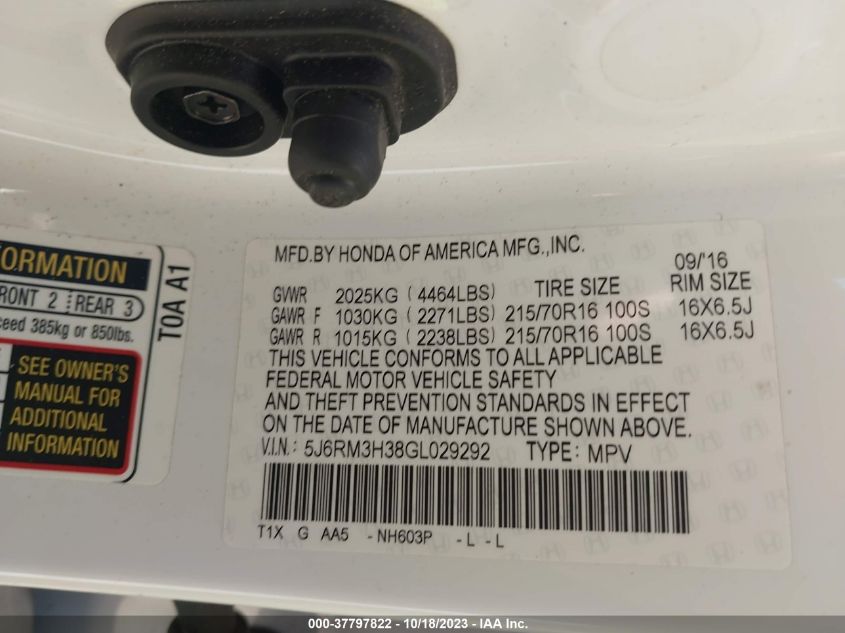 ORMATION
RONT 2 REAR 3
ceed 385kg or 850lbs.
SEE OWNER'S
MANUAL FOR
ADDITIONAL
INFORMATION
T0A A1
MFD.BY HONDA OF AMERICA MFG.,INC.
09/'16
GVWR 2025KG (4464LBS) TIRE SIZE RIM SIZE
GAWR F 1030KG (2271LBS) 215/70R16 100S 16X6.5J
GAWR R 1015KG (2238LBS) 215/70R16 100S 16X6.5J
THIS VEHICLE CONFORMS TO ALL APPLICABLE
FEDERAL MOTOR VEHICLE SAFETY
AND THEFT PREVENTION STANDARDS IN EFFECT
ON THE DATE OF MANUFACTURE SHOWN ABOVE.
V.I.N.: 5J6RM3H38GL029292 TYPE: MPV
T1X G AA5 -NH603P -L -L
000-37797822 - 10/18/2023 - IAA Inc.